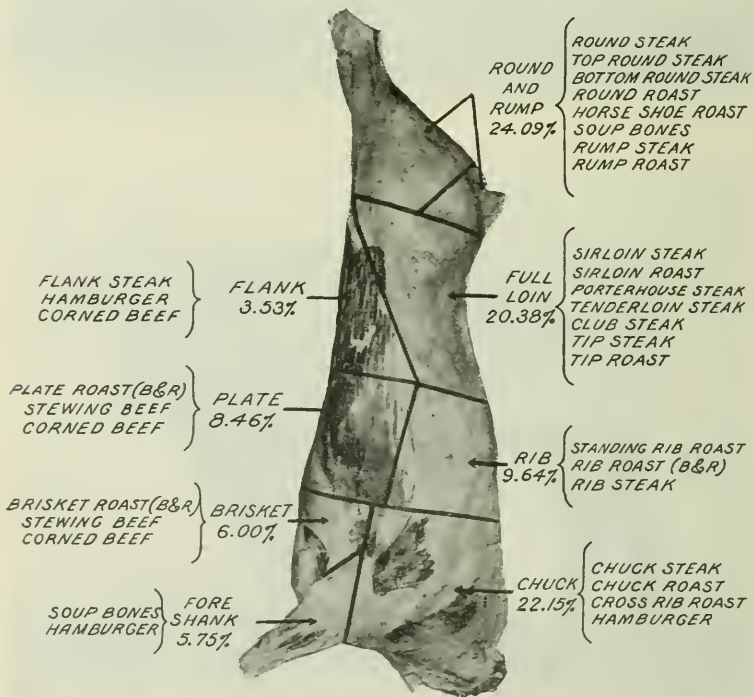 ROUND
AND
RUMP
24.09%
ROUND STEAK
TOP ROUND STEAK
BOTTOM ROUND STEAK
ROUND ROAST
HORSE SHOE ROAST
SOUP BONES
RUMP STEAK
RUMP ROAST
FLANK STEAK
HAMBURGER
CORNED BEEF
FLANK
3.53%
FULL
LOIN
20.38%
SIRLOIN STEAK
SIRLOIN ROAST
PORTERHOUSE STEAK
TENDERLOIN STEAK
CLUB STEAK
TIP STEAK
TIP ROAST
PLATE ROAST (B&R)
STEWING BEEF
CORNED BEEF
PLATE
8.46%
RIB
9.64%
STANDING RIB ROAST
RIB ROAST (B&R)
RIB STEAK
BRISKET ROAST (B&R)
STEWING BEEF
CORNED BEEF
BRISKET
6.00%
SOUP BONES
HAMBURGER
FORE
SHANK
5.75%
CHUCK
22.15%
CHUCK STEAK
CHUCK ROAST
CROSS RIB ROAST
HAMBURGER